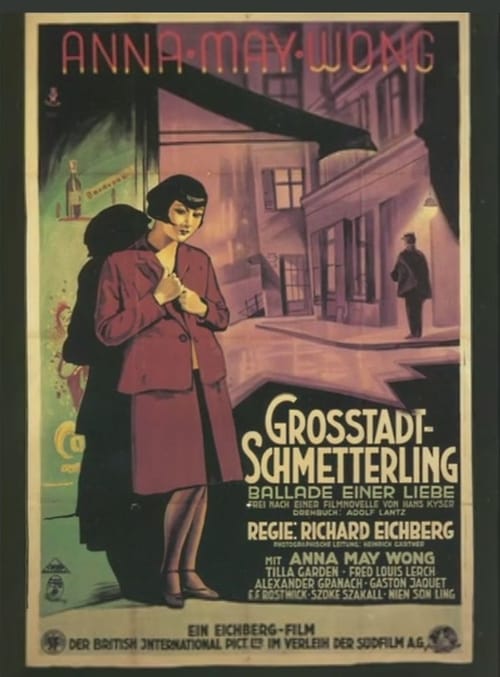 ANNA·MAY·WONG
GROSSTADT-
SCHMETTERLING
BALLADE EINER LIEBE
FREI NACH EINER FILMNOVELLE VON HANS KYSER
DREHBUCH: ADOLF LANTZ
REGIE: RICHARD EICHBERG
PHOTOGRAPHISCHE LEITUNG: HEINRICH GÄRTNER
MIT ANNA MAY WONG
TILLA GARDEN · FRED LOUIS LERCH
ALEXANDER GRANACH · GASTON JAQUET
E.F. BOSTWICK · SZÖKE SZAKALL · NIEN SÖN LING
EIN EICHBERG-FILM
DER BRITISH INTERNATIONAL PICT. LTD IM VERLEIH DER SÜDFILM A.G.